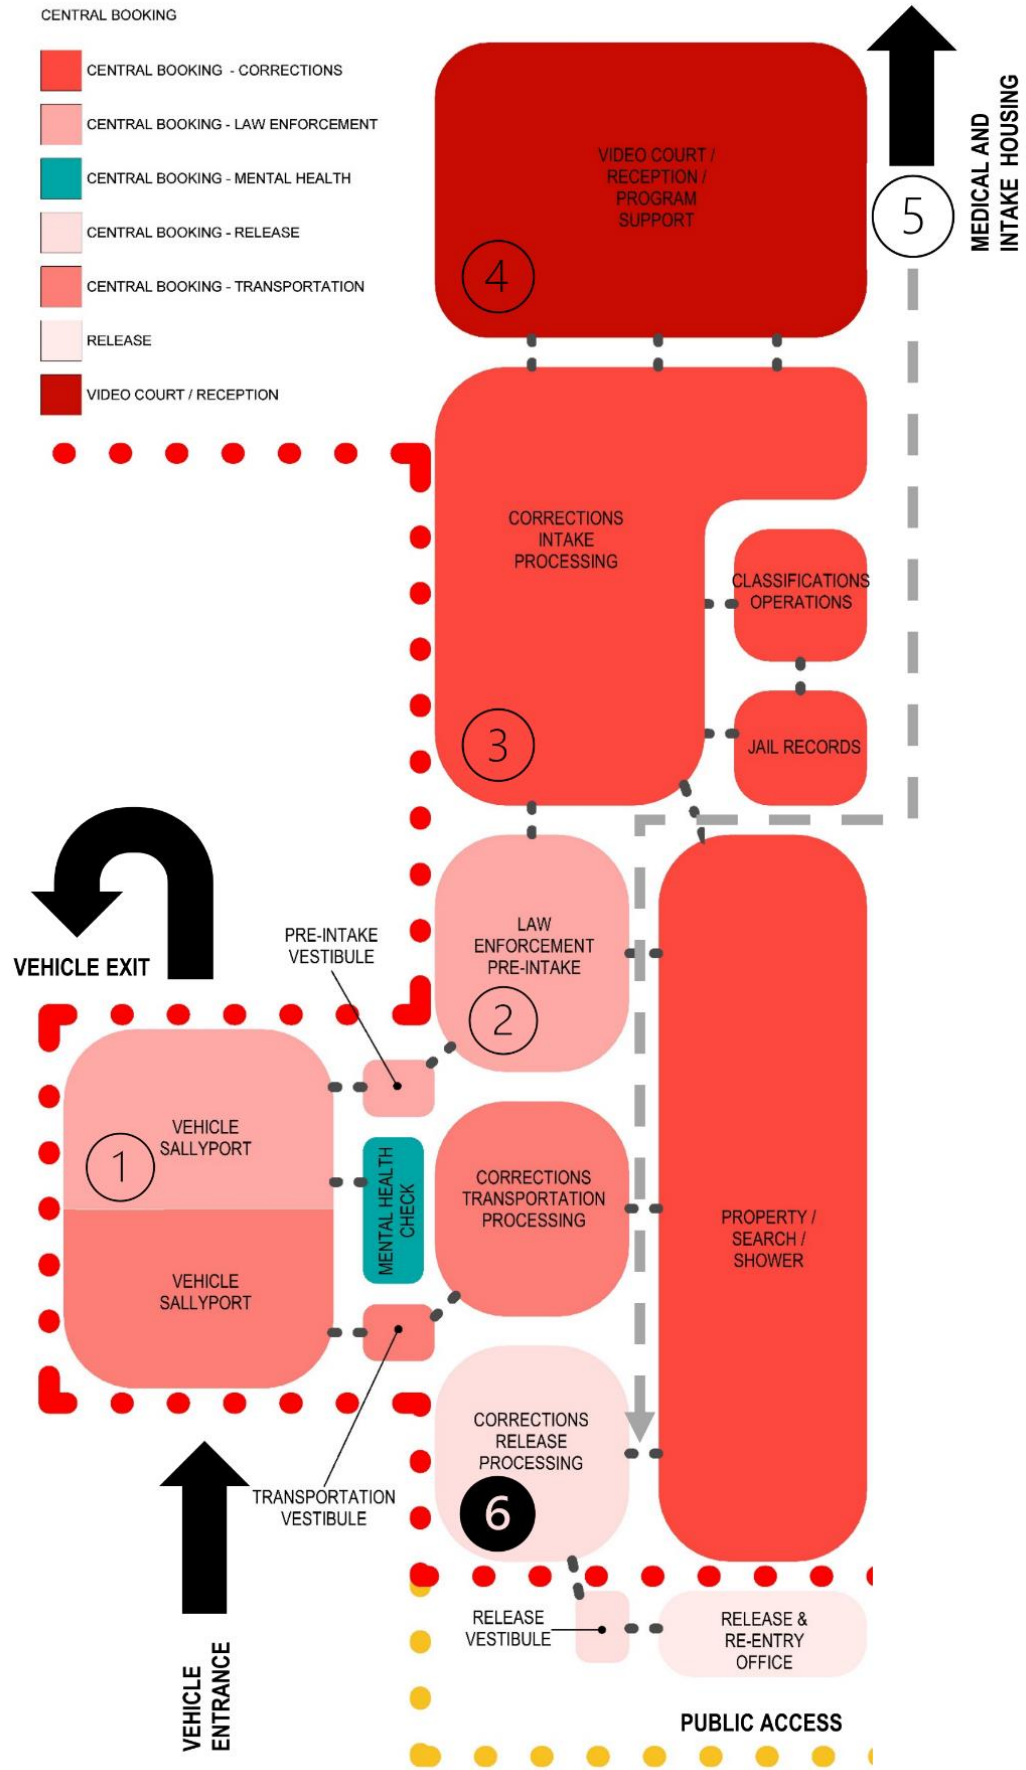 CENTRAL BOOKING
CENTRAL BOOKING - CORRECTIONS
CENTRAL BOOKING - LAW ENFORCEMENT
CENTRAL BOOKING - MENTAL HEALTH
CENTRAL BOOKING - RELEASE
CENTRAL BOOKING - TRANSPORTATION
RELEASE
VIDEO COURT / RECEPTION
VIDEO COURT /
RECEPTION /
PROGRAM
SUPPORT
4
5
MEDICAL AND
INTAKE HOUSING
CORRECTIONS
INTAKE
PROCESSING
3
CLASSIFICATIONS
OPERATIONS
JAIL RECORDS
VEHICLE EXIT
PRE-INTAKE
VESTIBULE
LAW
ENFORCEMENT
PRE-INTAKE
2
VEHICLE
SALLYPORT
1
VEHICLE
SALLYPORT
MENTAL HEALTH
CHECK
CORRECTIONS
TRANSPORTATION
PROCESSING
PROPERTY /
SEARCH /
SHOWER
CORRECTIONS
RELEASE
PROCESSING
6
TRANSPORTATION
VESTIBULE
VEHICLE
ENTRANCE
RELEASE
VESTIBULE
RELEASE &
RE-ENTRY
OFFICE
PUBLIC ACCESS